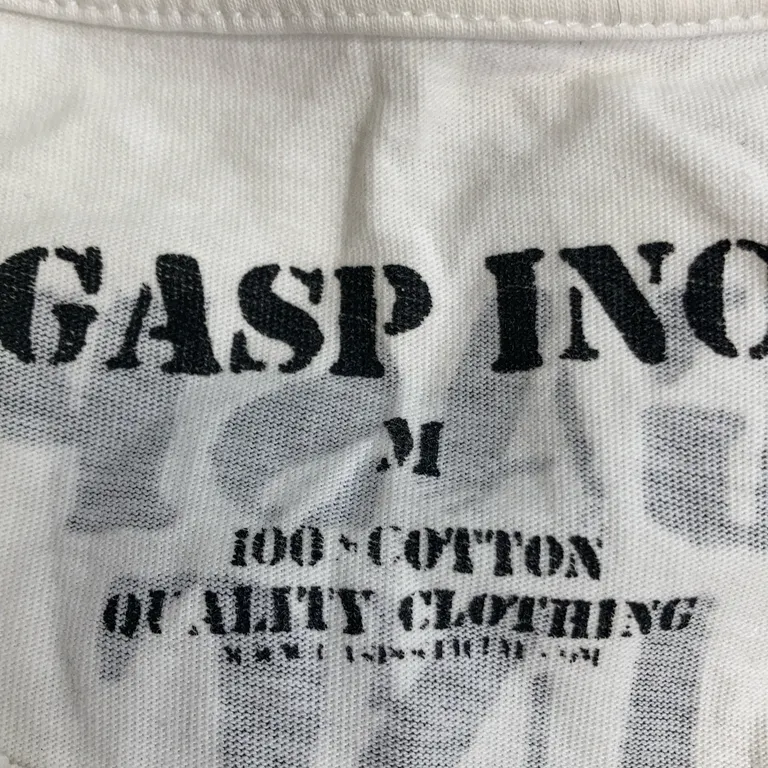 GASP INC
M
100% COTTON
QUALITY CLOTHING